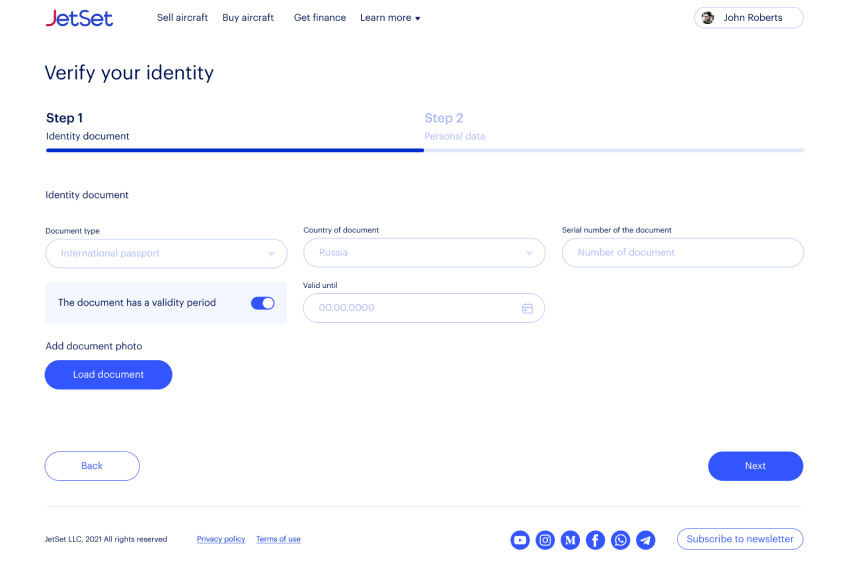 JetSet
Sell aircraft Buy aircraft Get finance Learn more
John Roberts
Verify your identity
Step 1
Identity document
Step 2
Personal data
Identity document
Document type
International passport
Country of document
Russia
Serial number of the document
Number of document
The document has a validity period
Valid until
00.00.0000
Add document photo
Load document
Back
Next
JetSet LLC, 2021 All rights reserved
Privacy policy
Terms of use
M
Subscribe to newsletter